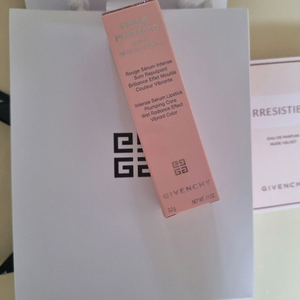 Rouge Sérum Intense
Soin Repulpant
Brillance Effet Mouillé
Couleur Vibrante
Intense Serum Lipstick
Plumping Care
Wet Radiance Effect
Vibrant Color
GIVENCHY
IRRESISTIB
EAU DE PARFUM
NUDE VELVET
GIVENCHY